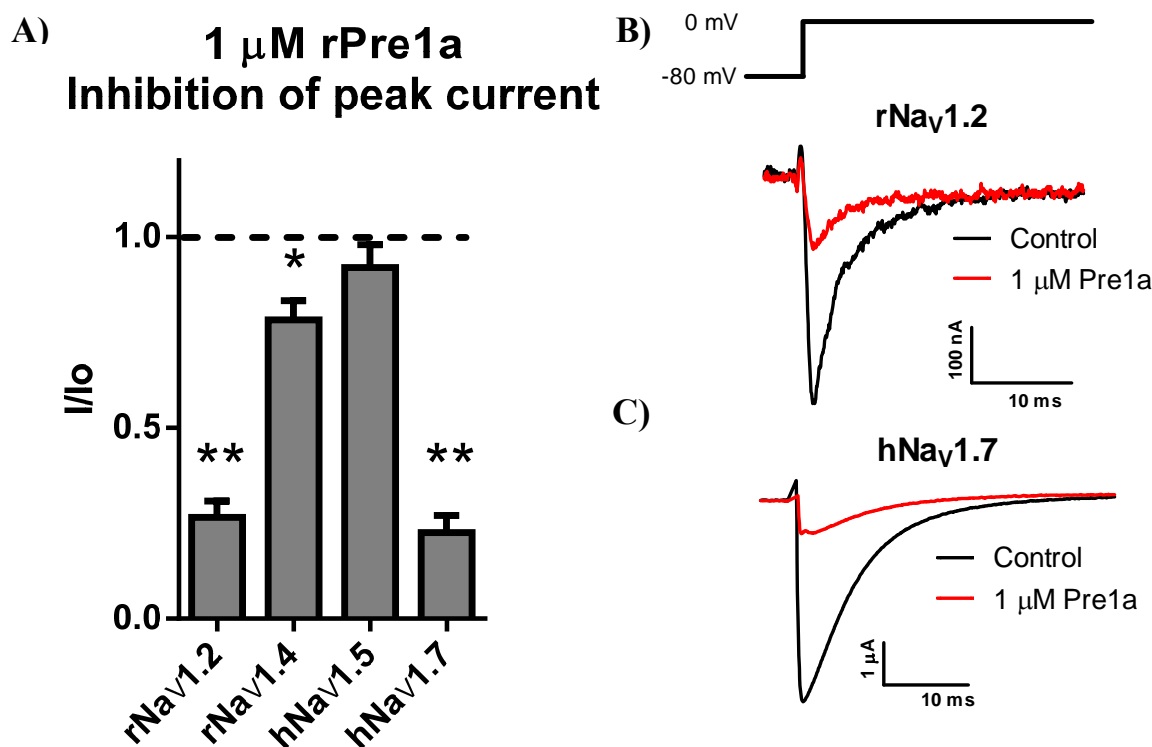 A)
1 μM rPre1a
Inhibition of peak current
I/Io
1.0
0.5
0.0
*
**
**
rNaV1.2
rNaV1.4
hNaV1.5
hNaV1.7
B)
0 mV
-80 mV
rNaV1.2
Control
1 μM Pre1a
100 nA
10 ms
C)
hNaV1.7
Control
1 μM Pre1a
1 μA
10 ms